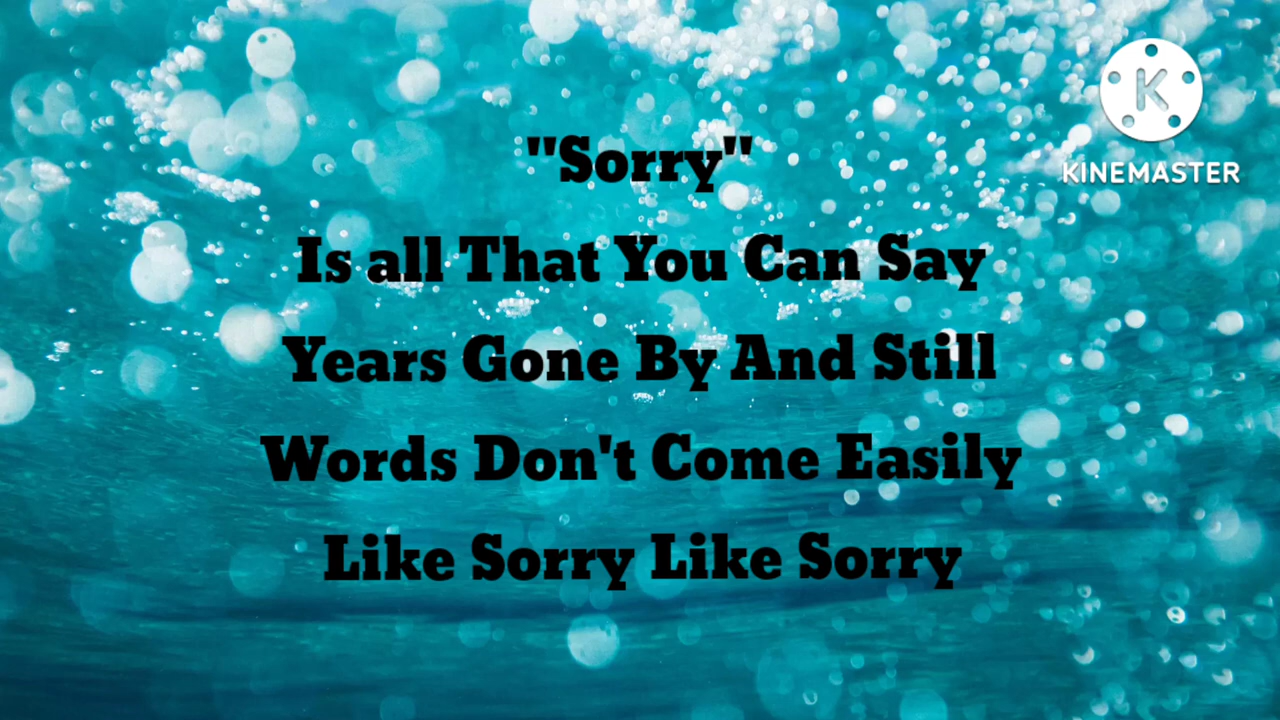 "Sorry"
Is all That You Can Say
Years Gone By And Still
Words Don't Come Easily
Like Sorry Like Sorry
K
KINEMASTER